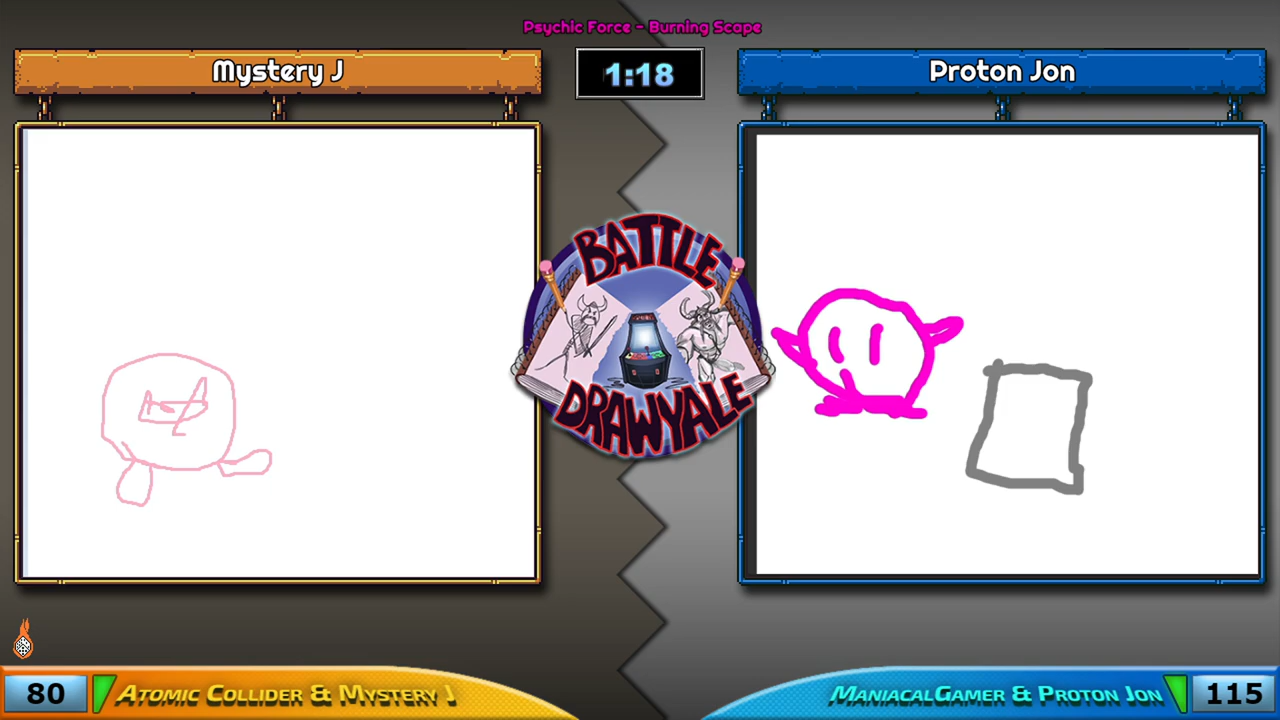 Psychic Force - Burning Scape
Mystery J
1:18
Proton Jon
BATTLE
DRAWYALE
80
ATOMIC COLLIDER & MYSTERY J
MANIACALGAMER & PROTON JON
115